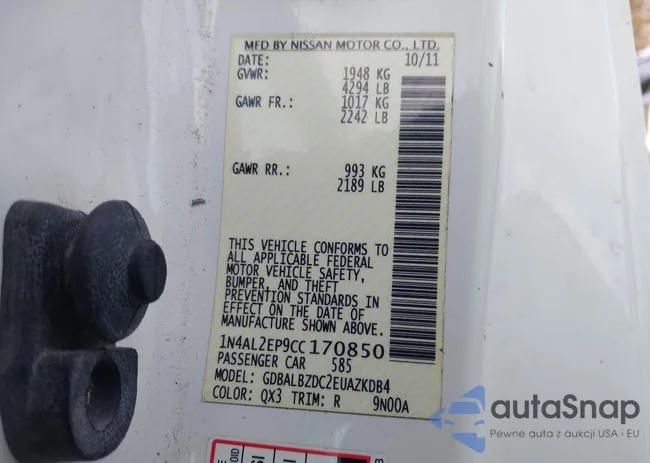 MFD BY NISSAN MOTOR CO., LTD.
DATE: 10/11
GVWR: 1948 KG
4294 LB
GAWR FR.: 1017 KG
2242 LB
GAWR RR.: 993 KG
2189 LB
THIS VEHICLE CONFORMS TO
ALL APPLICABLE FEDERAL
MOTOR VEHICLE SAFETY,
BUMPER, AND THEFT
PREVENTION STANDARDS IN
EFFECT ON THE DATE OF
MANUFACTURE SHOWN ABOVE.
1N4AL2EP9CC170850
PASSENGER CAR 585
MODEL: GDBALBZDC2EUAZKDB4
COLOR: QX3 TRIM: R 9N00A
autaSnap
Pewne auta z aukcji USA i EU